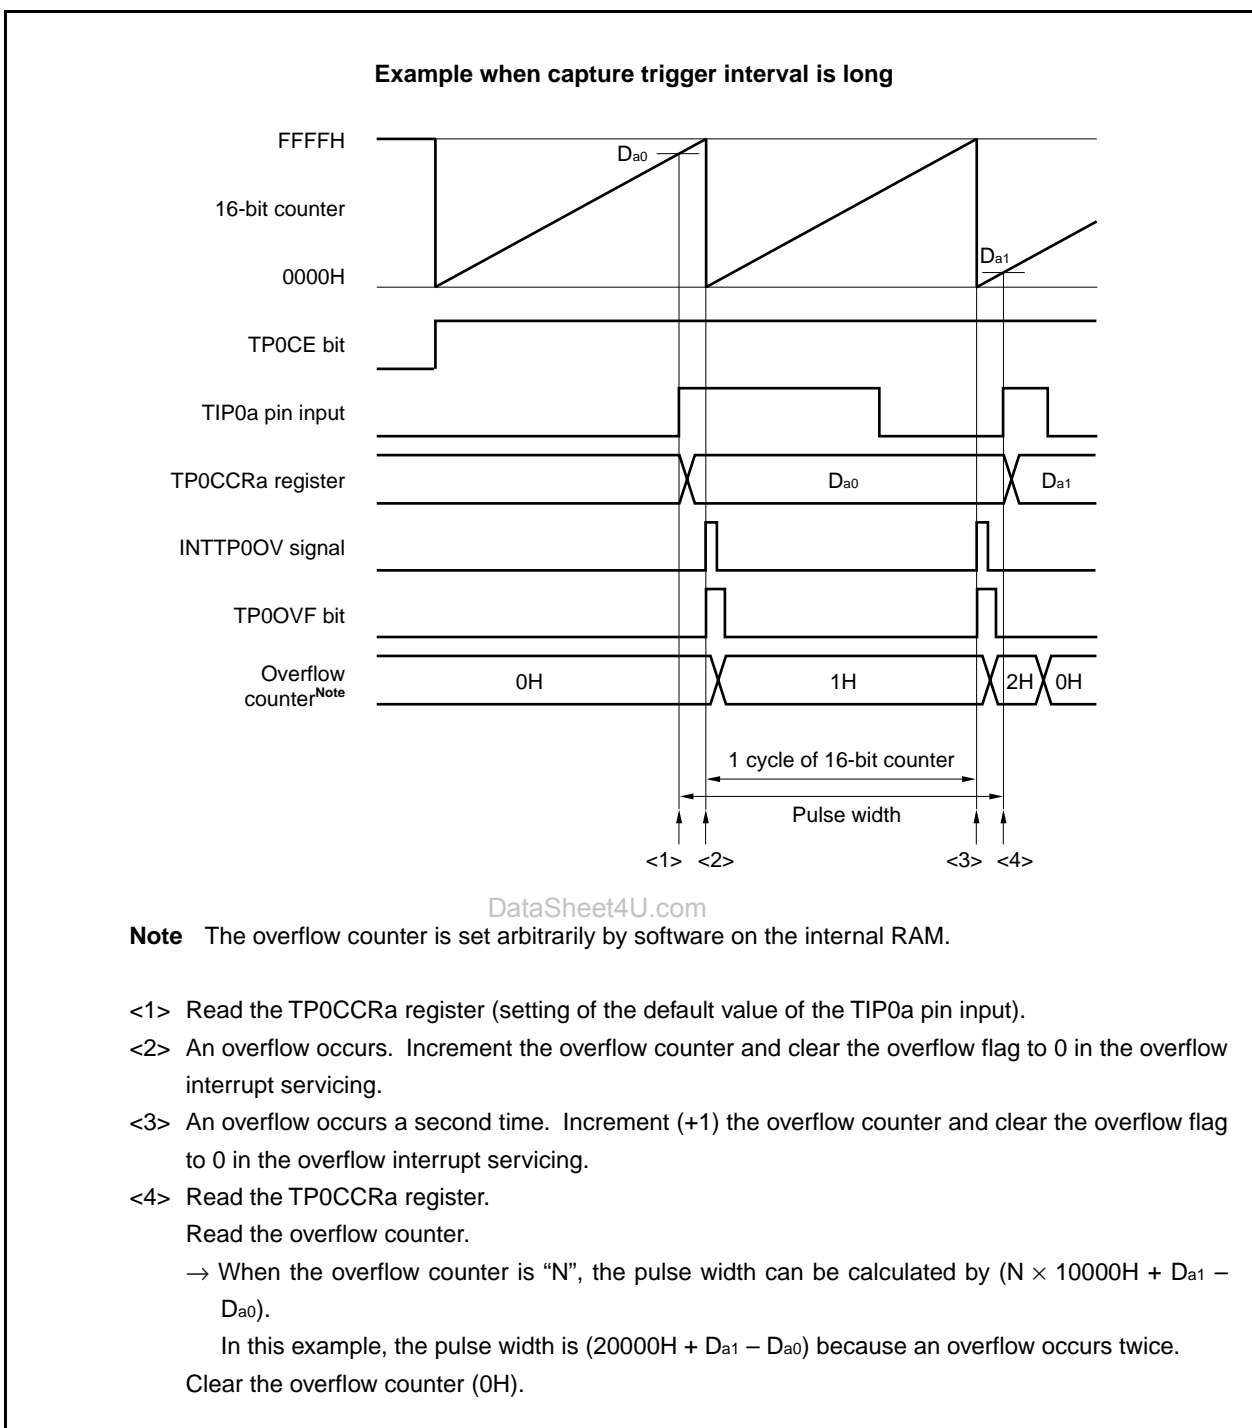 Example when capture trigger interval is long
FFFFH
Da0
16-bit counter
Da1
0000H
TP0CE bit
TIP0a pin input
TP0CCRa register
Da0
Da1
INTTP0OV signal
TP0OVF bit
Overflow
counterNote
0H
1H
2H
0H
1 cycle of 16-bit counter
Pulse width
<1> <2> <3> <4>
DataSheet4U.com
Note The overflow counter is set arbitrarily by software on the internal RAM.
<1> Read the TP0CCRa register (setting of the default value of the TIP0a pin input).
<2> An overflow occurs. Increment the overflow counter and clear the overflow flag to 0 in the overflow
interrupt servicing.
<3> An overflow occurs a second time. Increment (+1) the overflow counter and clear the overflow flag
to 0 in the overflow interrupt servicing.
<4> Read the TP0CCRa register.
Read the overflow counter.
→ When the overflow counter is “N”, the pulse width can be calculated by (N × 10000H + Da1 –
Da0).
In this example, the pulse width is (20000H + Da1 – Da0) because an overflow occurs twice.
Clear the overflow counter (0H).